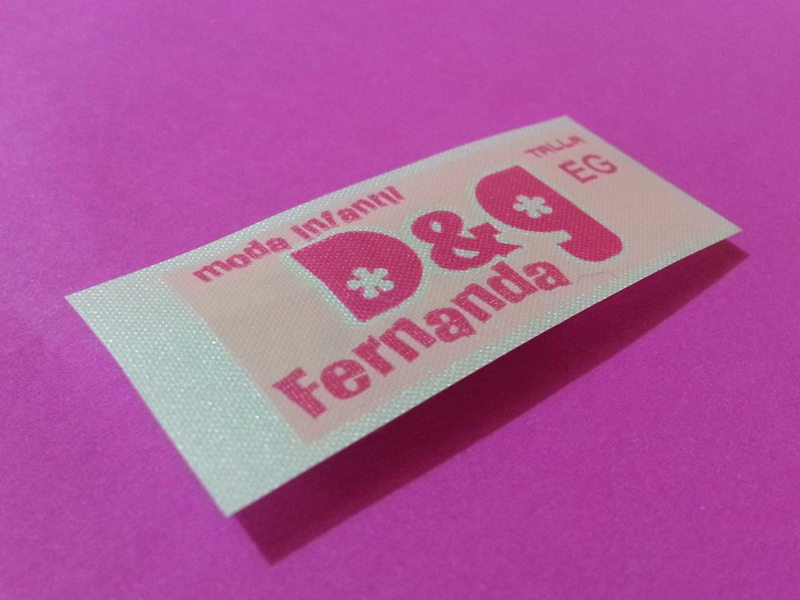 moda infantil
D&g
Fernanda
TALLA
EG